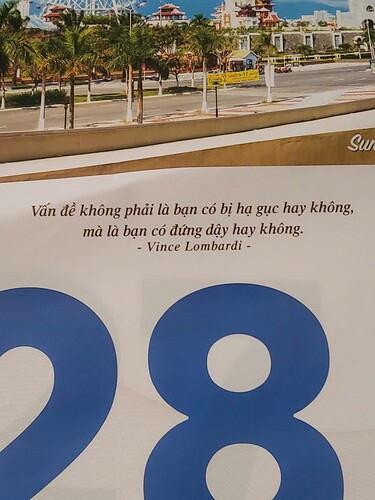 Sun
Vấn đề không phải là bạn có bị hạ gục hay không,
mà là bạn có đứng dậy hay không.
- Vince Lombardi -
28